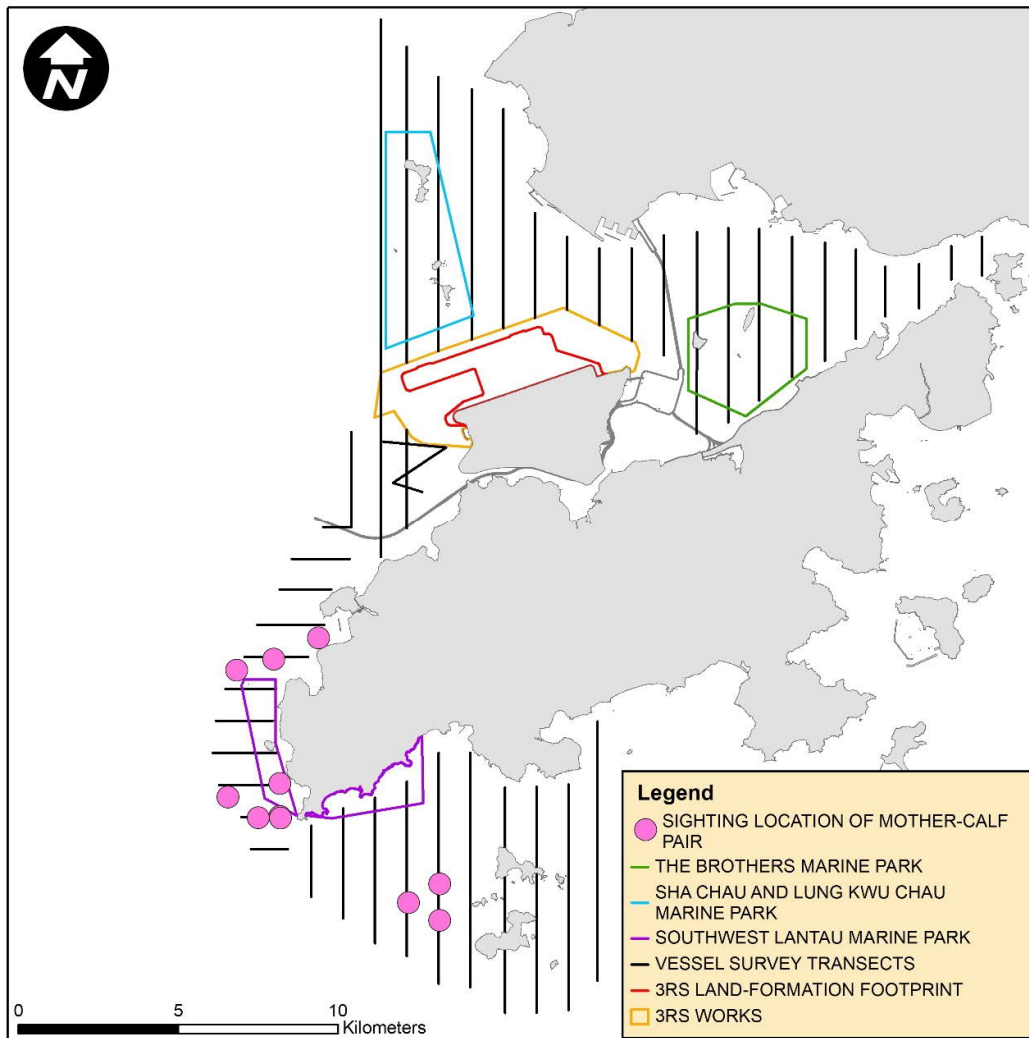 N
Legend
SIGHTING LOCATION OF MOTHER-CALF
PAIR
THE BROTHERS MARINE PARK
SHA CHAU AND LUNG KWU CHAU
MARINE PARK
SOUTHWEST LANTAU MARINE PARK
VESSEL SURVEY TRANSECTS
3RS LAND-FORMATION FOOTPRINT
3RS WORKS
0 5 10
Kilometers